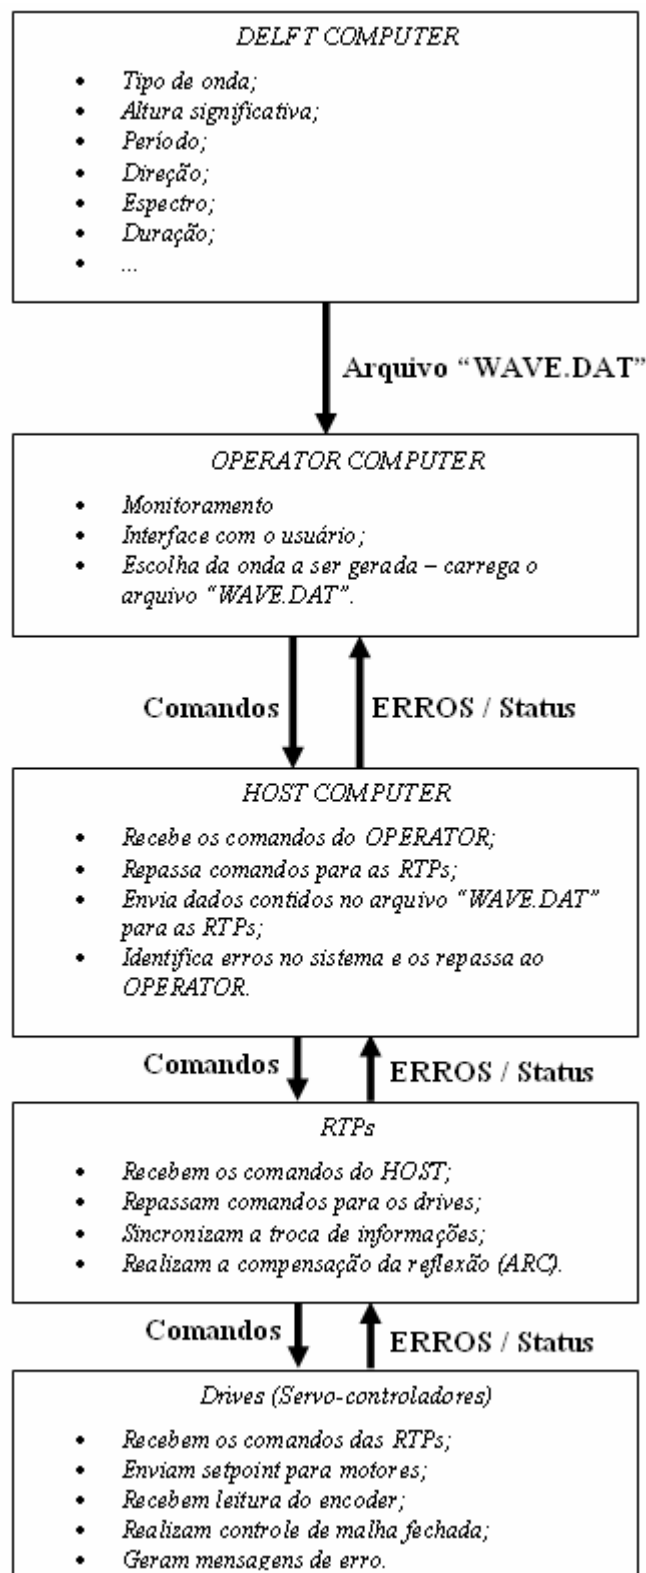 DELFT COMPUTER
• Tipo de onda;
• Altura significativa;
• Período;
• Direção;
• Espectro;
• Duração;
• ...
Arquivo “WAVE.DAT”
OPERATOR COMPUTER
• Monitoramento
• Interface com o usuário;
• Escolha da onda a ser gerada – carrega o
arquivo “WAVE.DAT”.
Comandos
ERROS / Status
HOST COMPUTER
• Recebe os comandos do OPERATOR;
• Repassa comandos para as RTPs;
• Envia dados contidos no arquivo “WAVE.DAT”
para as RTPs;
• Identifica erros no sistema e os repassa ao
OPERATOR.
Comandos
ERROS / Status
RTPs
• Recebem os comandos do HOST;
• Repassam comandos para os drives;
• Sincronizam a troca de informações;
• Realizam a compensação da reflexão (ARC).
Comandos
ERROS / Status
Drives (Servo-controladores)
• Recebem os comandos das RTPs;
• Enviam setpoint para motores;
• Recebem leitura do encoder;
• Realizam controle de malha fechada;
• Geram mensagens de erro.